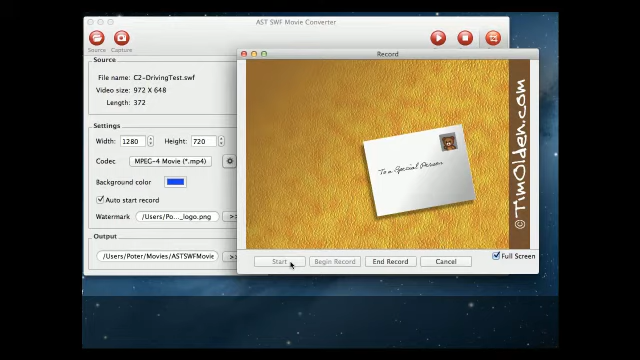 AST SWF Movie Converter
Source
Capture
Record
Source
File name: C2-DrivingTest.swf
Video size: 972 X 648
Length: 372
Settings
Width: 1280 Height: 720
Codec MPEG-4 Movie (*.mp4)
Background color
Auto start record
Watermark /Users/Po..._logo.png >>
Output
/Users/Poter/Movies/ASTSWFMovie >>
To a Special Person
© TimOlden.com
Start Begin Record End Record Cancel
Full Screen